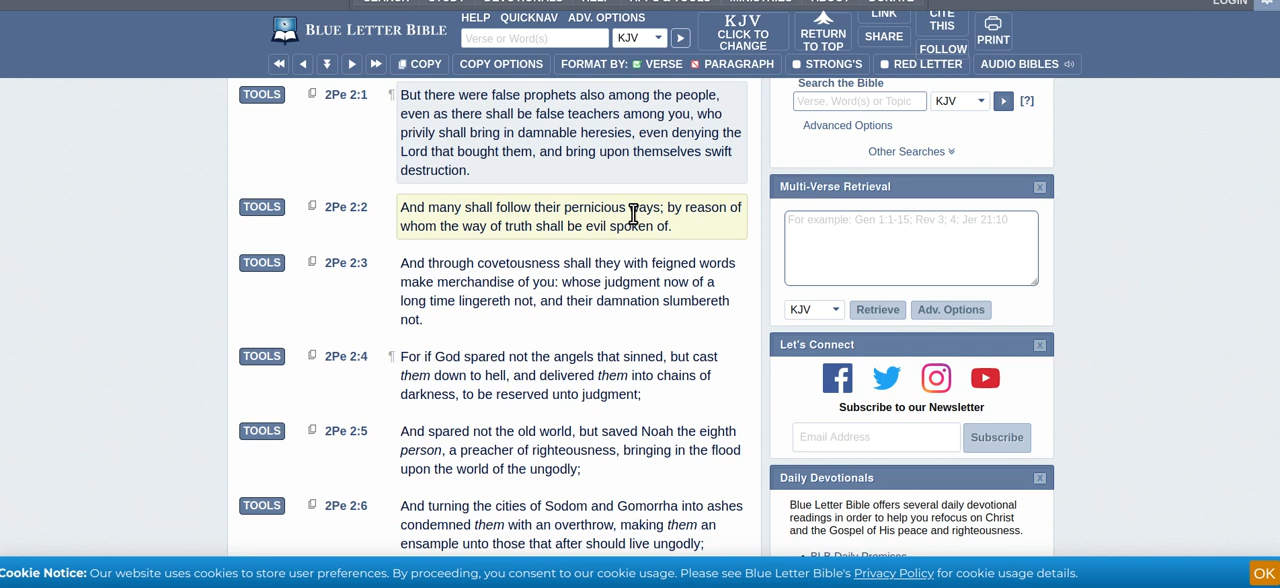 HELP QUICKNAV ADV. OPTIONS
BLUE LETTER BIBLE
Verse or Word(s)
KJV
KJV
CLICK TO
CHANGE
RETURN
TO TOP
LINK
SHARE
CITE
THIS
FOLLOW
PRINT
LOGIN
COPY COPY OPTIONS FORMAT BY: VERSE PARAGRAPH STRONG'S RED LETTER AUDIO BIBLES
TOOLS 2Pe 2:1 ¶ But there were false prophets also among the people,
even as there shall be false teachers among you, who
privily shall bring in damnable heresies, even denying the
Lord that bought them, and bring upon themselves swift
destruction.
TOOLS 2Pe 2:2 And many shall follow their pernicious ways; by reason of
whom the way of truth shall be evil spoken of.
TOOLS 2Pe 2:3 And through covetousness shall they with feigned words
make merchandise of you: whose judgment now of a
long time lingereth not, and their damnation slumbereth
not.
TOOLS 2Pe 2:4 ¶ For if God spared not the angels that sinned, but cast
them down to hell, and delivered them into chains of
darkness, to be reserved unto judgment;
TOOLS 2Pe 2:5 And spared not the old world, but saved Noah the eighth
person, a preacher of righteousness, bringing in the flood
upon the world of the ungodly;
TOOLS 2Pe 2:6 And turning the cities of Sodom and Gomorrha into ashes
condemned them with an overthrow, making them an
ensample unto those that after should live ungodly;
Search the Bible
Verse, Word(s) or Topic KJV [?]
Advanced Options
Other Searches
Multi-Verse Retrieval X
For example: Gen 1:1-15; Rev 3; 4; Jer 21:10
KJV Retrieve Adv. Options
Let's Connect X
Subscribe to our Newsletter
Email Address Subscribe
Daily Devotionals X
Blue Letter Bible offers several daily devotional
readings in order to help you refocus on Christ
and the Gospel of His peace and righteousness.
BLB Daily Promises
Cookie Notice: Our website uses cookies to store user preferences. By proceeding, you consent to our cookie usage. Please see Blue Letter Bible's Privacy Policy for cookie usage details. OK